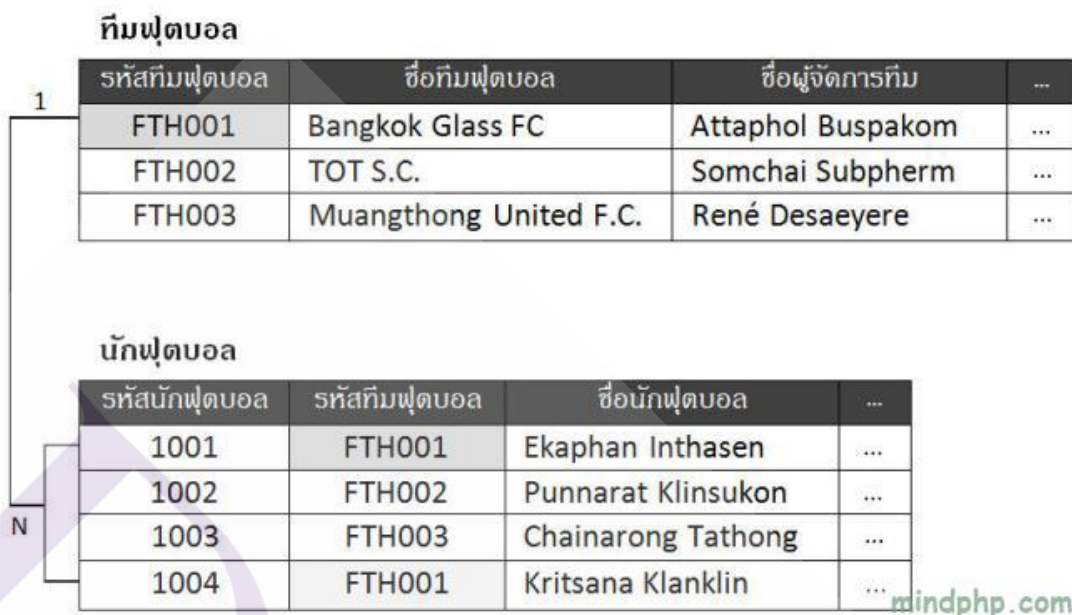 ทีมฟุตบอล
รหัสทีมฟุตบอล ชื่อทีมฟุตบอล ชื่อผู้จัดการทีม ...
1
FTH001 Bangkok Glass FC Attaphol Buspakom ...
FTH002 TOT S.C. Somchai Subpherm ...
FTH003 Muangthong United F.C. René Desaeyere ...
นักฟุตบอล
รหัสนักฟุตบอล รหัสทีมฟุตบอล ชื่อนักฟุตบอล ...
1001 FTH001 Ekaphan Inthasen ...
1002 FTH002 Punnarat Klinsukon ...
N
1003 FTH003 Chainarong Tathong ...
1004 FTH001 Kritsana Klanklin ...
mindphp.com